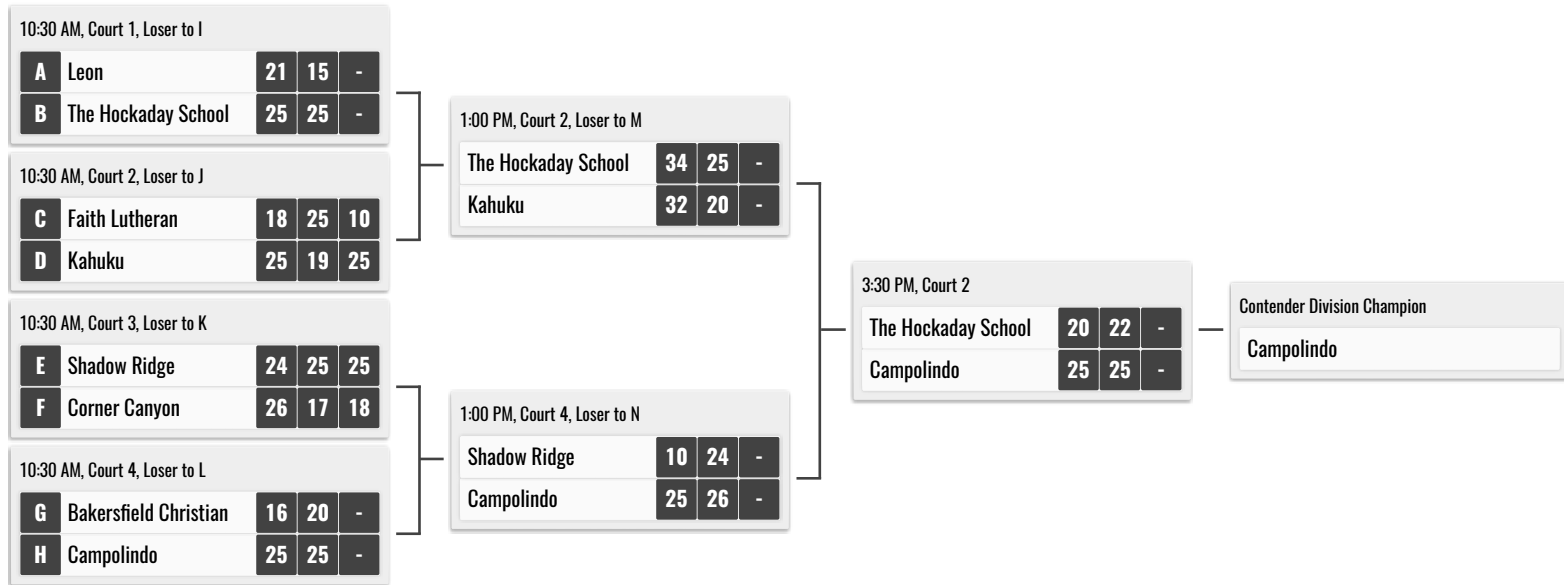 10:30 AM, Court 1, Loser to I
A Leon 21 15 -
B The Hockaday School 25 25 -
10:30 AM, Court 2, Loser to J
C Faith Lutheran 18 25 10
D Kahuku 25 19 25
10:30 AM, Court 3, Loser to K
E Shadow Ridge 24 25 25
F Corner Canyon 26 17 18
10:30 AM, Court 4, Loser to L
G Bakersfield Christian 16 20 -
H Campolindo 25 25 -
1:00 PM, Court 2, Loser to M
The Hockaday School 34 25 -
Kahuku 32 20 -
1:00 PM, Court 4, Loser to N
Shadow Ridge 10 24 -
Campolindo 25 26 -
3:30 PM, Court 2
The Hockaday School 20 22 -
Campolindo 25 25 -
Contender Division Champion
Campolindo